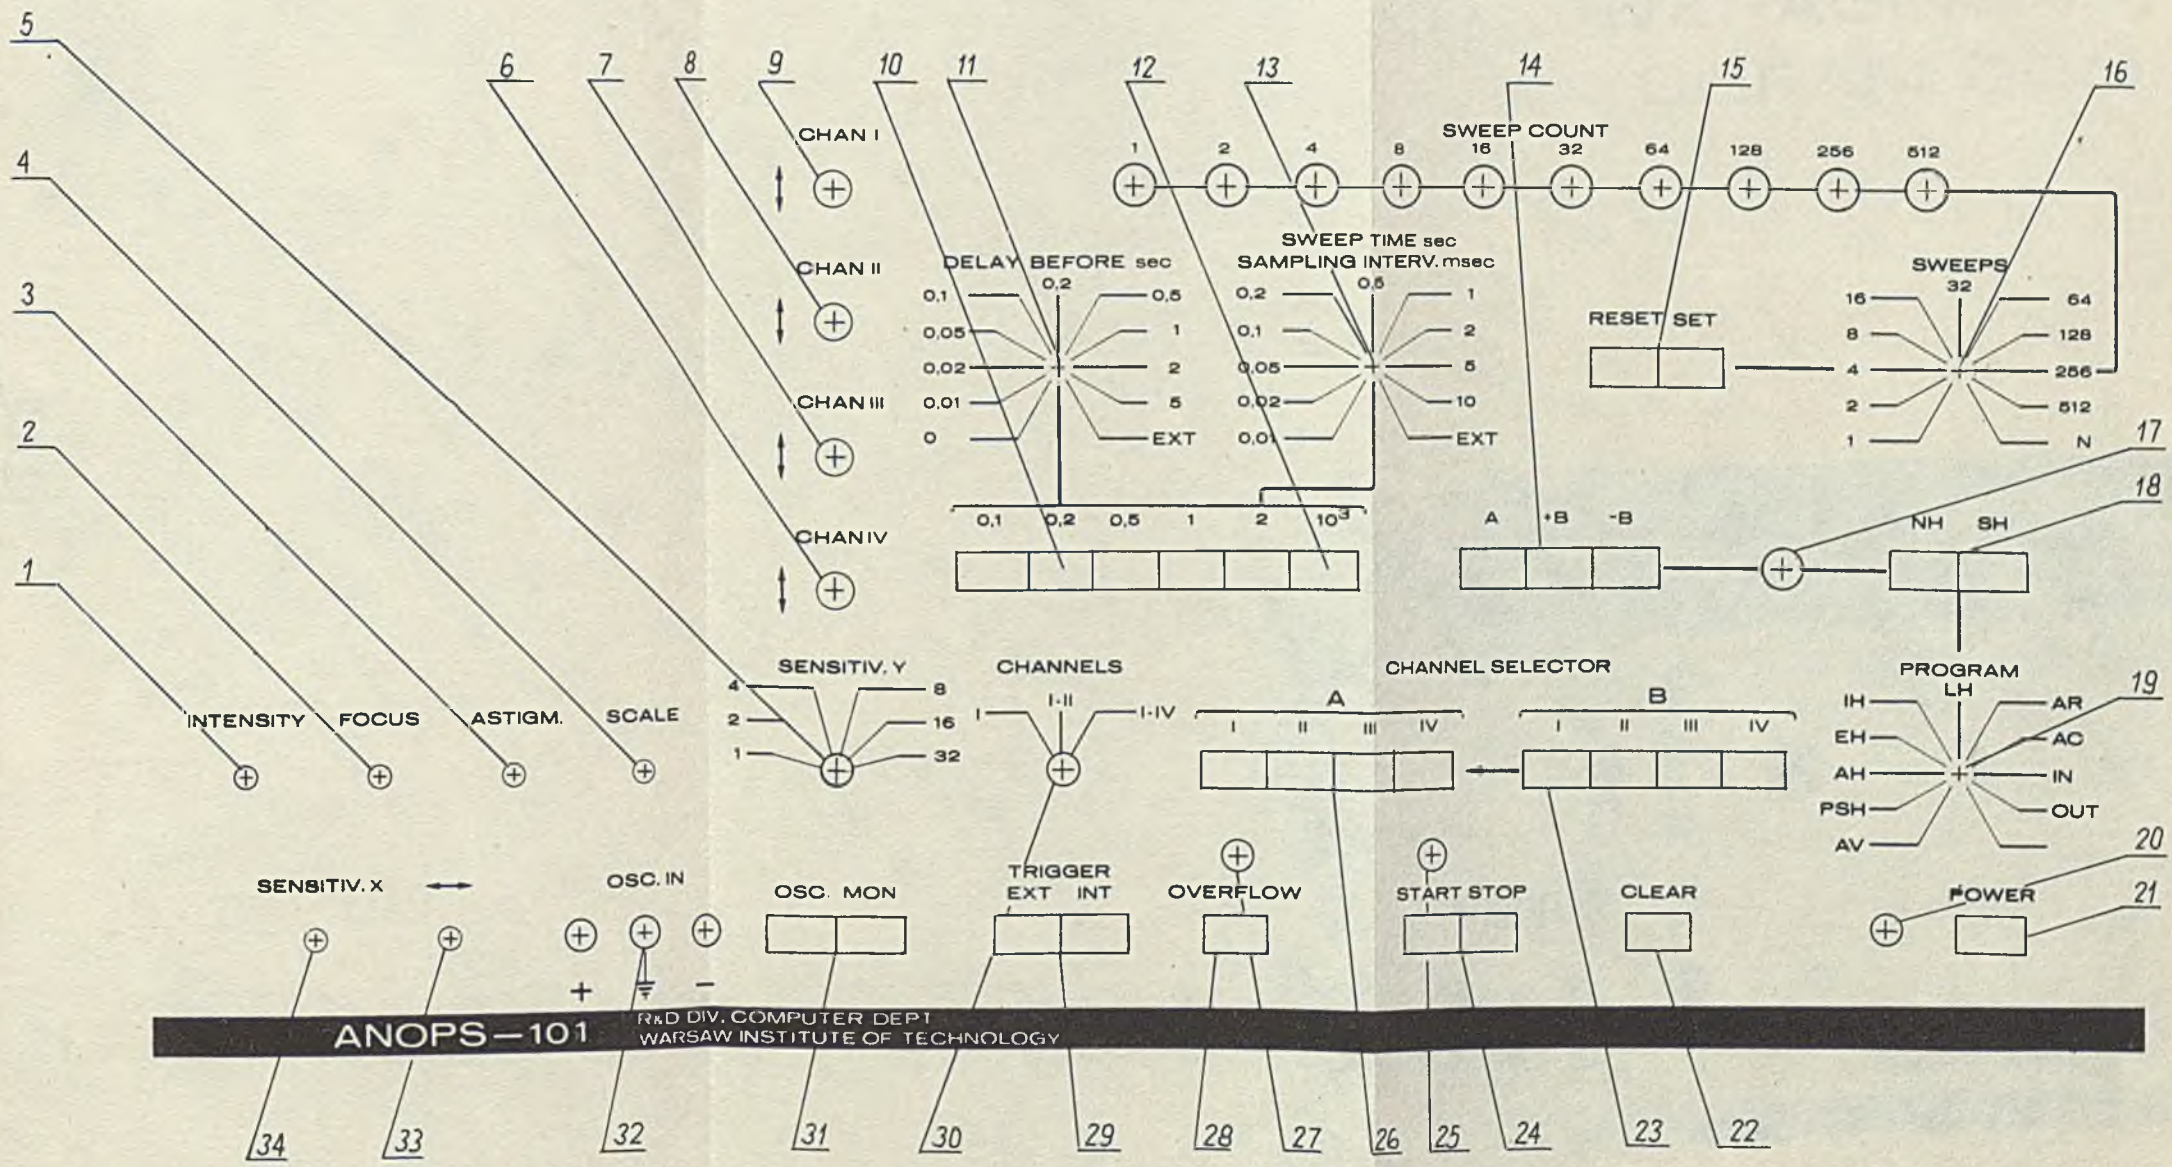 5
6 7 8 9 10 11 12 13 14 15 16
4
3
2
1
CHAN I
CHAN II
CHAN III
CHAN IV
SWEEP COUNT
1 2 4 8 16 32 64 128 256 512
DELAY BEFORE sec
0,2
0,1 0,5
0,05 1
0,02 2
0,01 5
0 EXT
SWEEP TIME sec
SAMPLING INTERV. msec
0,5
0,2 1
0,1 2
0,05 5
0,02 10
0,01 EXT
0,1 0,2 0,5 1 2 10³
RESET SET
SWEEPS
32
16 64
8 128
4 256
2 512
1 N
17
18
A +B -B
NH SH
INTENSITY FOCUS ASTIGM. SCALE
SENSITIV. Y
4 8
2 16
1 32
CHANNELS
I-II
I I-IV
CHANNEL SELECTOR
A B
I II III IV I II III IV
PROGRAM
LH
IH AR
EH AC
AH IN
PSH OUT
AV
19
20
21
SENSITIV. X
OSC. IN
+ -
OSC. MON
TRIGGER
EXT INT
OVERFLOW
START STOP
CLEAR
POWER
ANOPS-101
R&D DIV. COMPUTER DEPT
WARSAW INSTITUTE OF TECHNOLOGY
34 33 32 31 30 29 28 27 26 25 24 23 22